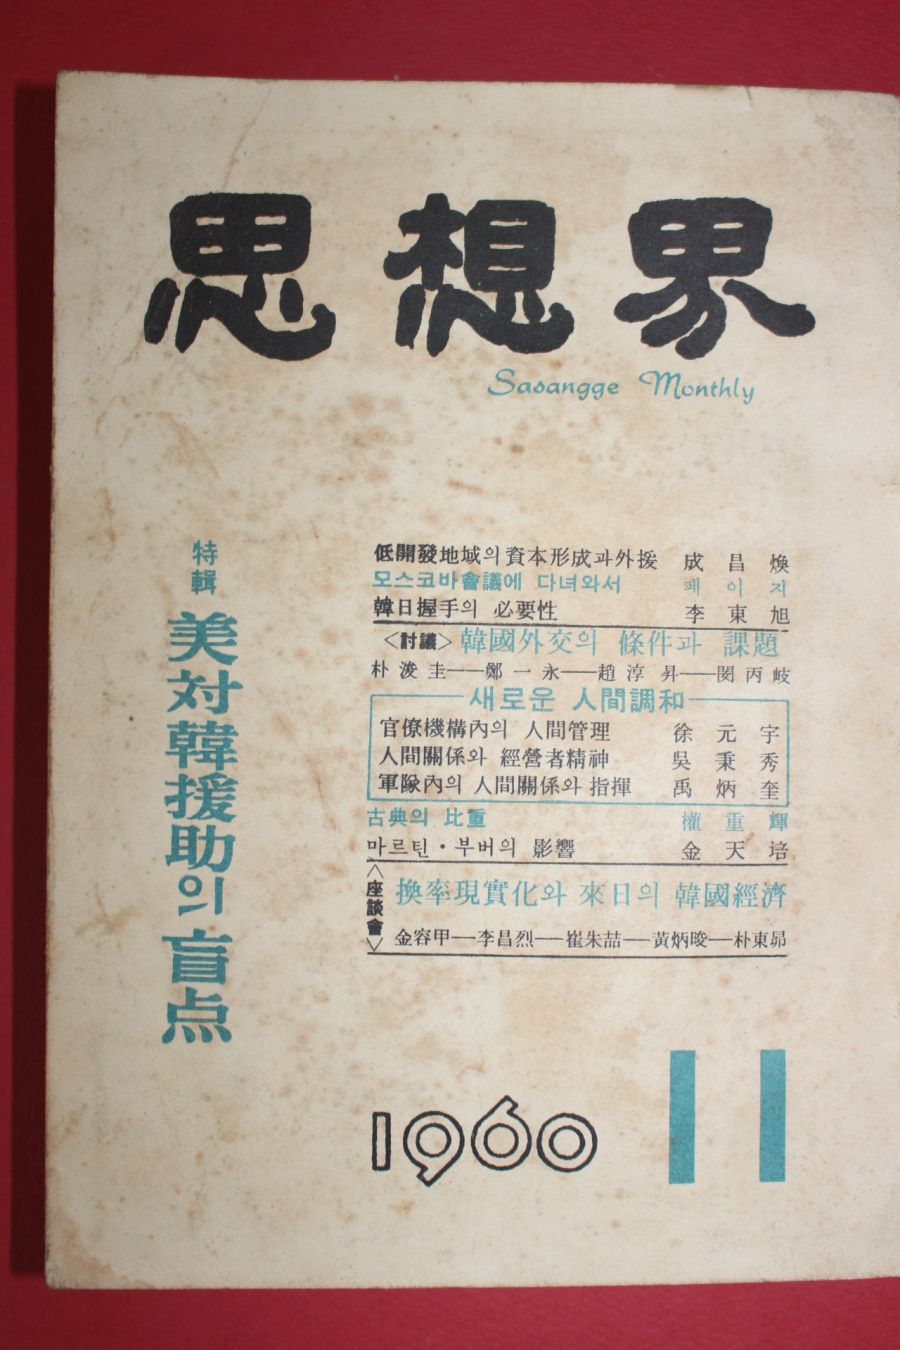 思想界
Sasangge Monthly
特輯
美対韓援助의 盲点
低開發地域의 資本形成과 外援 成昌煥
모스코바會議에 다녀와서 페이지
韓日握手의 必要性 李東旭
<討議> 韓國外交의 條件과 課題
朴浚圭—鄭一永—趙淳昇—閔丙岐
새로운 人間調和
官僚機構內의 人間管理 徐元宇
人間關係와 經營者精神 吳秉秀
軍隊內의 人間關係와 指揮 禹炳奎
古典의 比重 權重輝
마르틴·부버의 影響 金天培
<座談會> 換率現實化와 來日의 韓國經濟
金容甲—李昌烈—崔朱喆—黃炳晙—朴東昴
1960 11